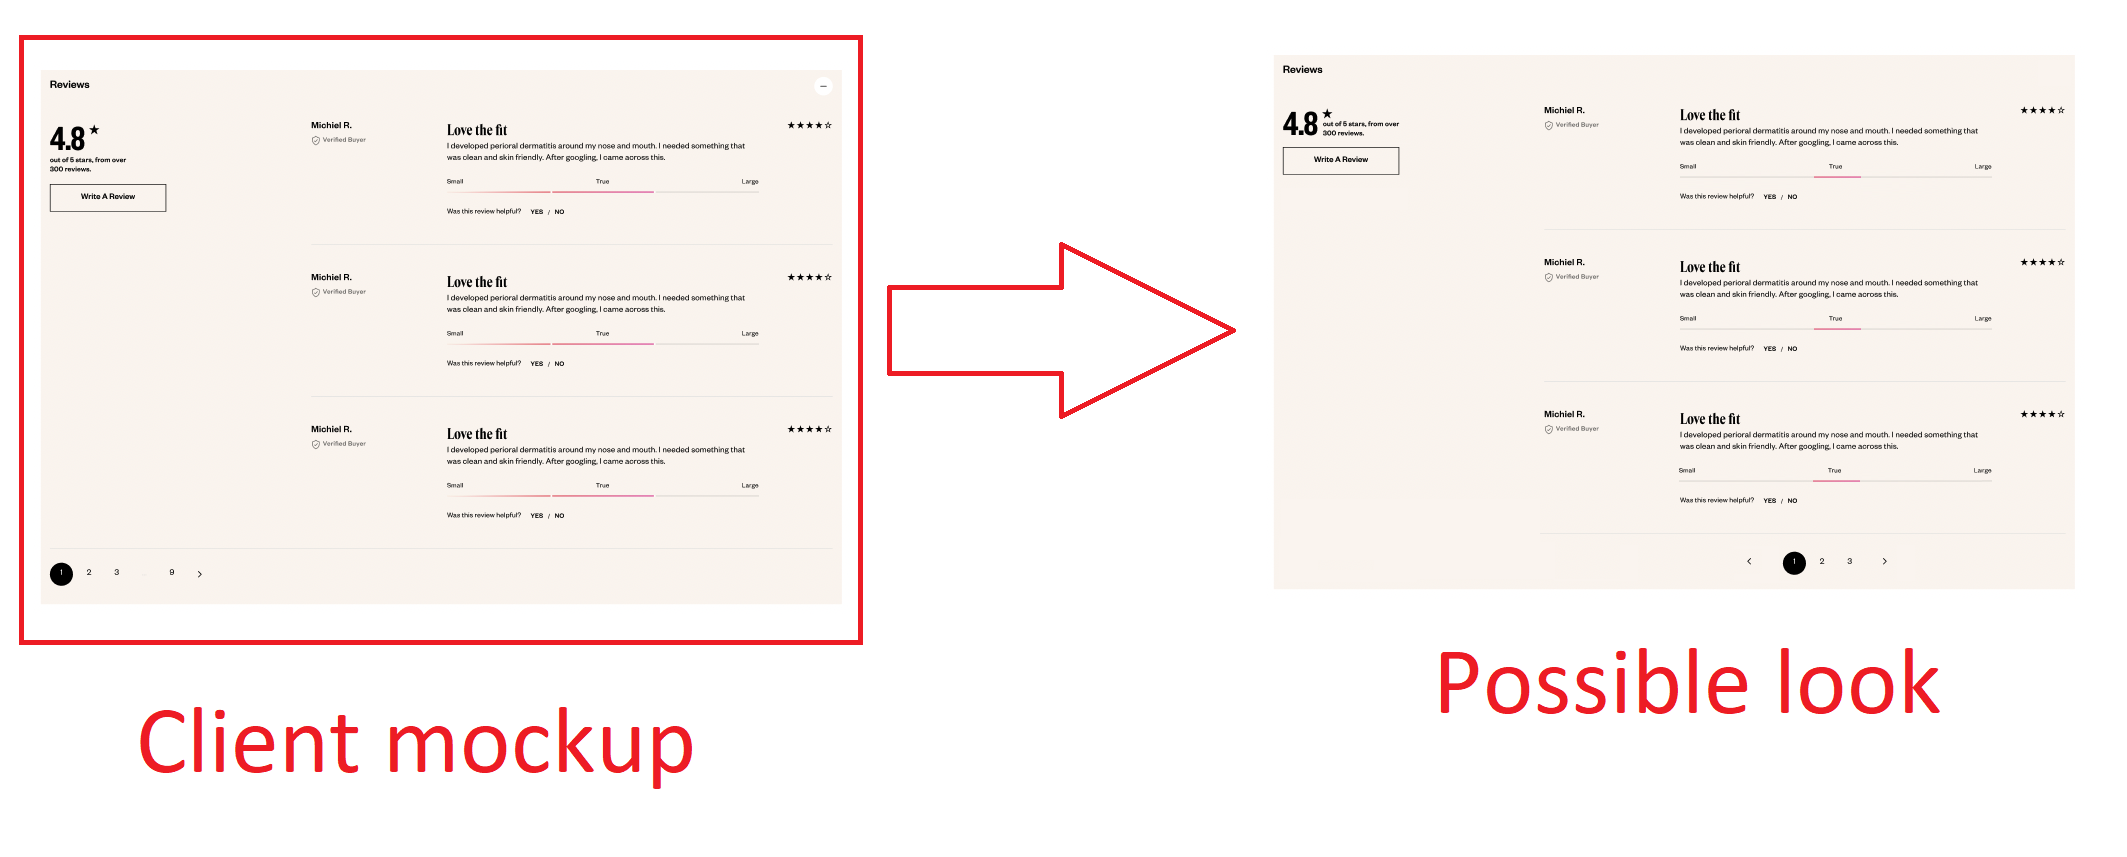 Reviews
4.8★
out of 5 stars, from over
300 reviews.
Write A Review
Michiel R.
Verified Buyer
Love the fit
I developed perioral dermatitis around my nose and mouth. I needed something that
was clean and skin friendly. After googling, I came across this.
Small True Large
Was this review helpful? YES / NO
★★★★☆
Michiel R.
Verified Buyer
Love the fit
I developed perioral dermatitis around my nose and mouth. I needed something that
was clean and skin friendly. After googling, I came across this.
Small True Large
Was this review helpful? YES / NO
★★★★☆
Michiel R.
Verified Buyer
Love the fit
I developed perioral dermatitis around my nose and mouth. I needed something that
was clean and skin friendly. After googling, I came across this.
Small True Large
Was this review helpful? YES / NO
★★★★☆
1 2 3 ... 9 >
Client mockup
Reviews
4.8★
out of 5 stars, from over
300 reviews.
Write A Review
Michiel R.
Verified Buyer
Love the fit
I developed perioral dermatitis around my nose and mouth. I needed something that
was clean and skin friendly. After googling, I came across this.
Small True Large
Was this review helpful? YES / NO
★★★★☆
Michiel R.
Verified Buyer
Love the fit
I developed perioral dermatitis around my nose and mouth. I needed something that
was clean and skin friendly. After googling, I came across this.
Small True Large
Was this review helpful? YES / NO
★★★★☆
Michiel R.
Verified Buyer
Love the fit
I developed perioral dermatitis around my nose and mouth. I needed something that
was clean and skin friendly. After googling, I came across this.
Small True Large
Was this review helpful? YES / NO
★★★★☆
< 1 2 3 >
Possible look